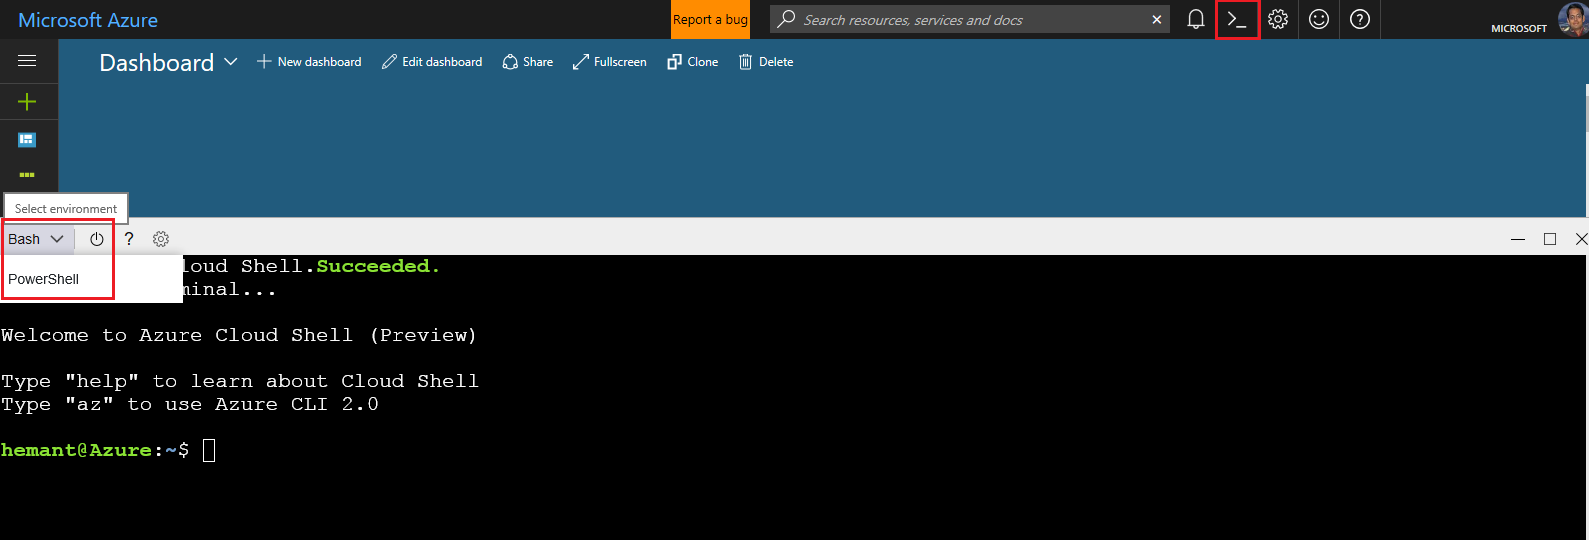 Microsoft Azure
Report a bug
Search resources, services and docs
MICROSOFT
Dashboard
New dashboard
Edit dashboard
Share
Fullscreen
Clone
Delete
Select environment
Bash
?
PowerShell
loud Shell.Succeeded.
minal...
Welcome to Azure Cloud Shell (Preview)
Type "help" to learn about Cloud Shell
Type "az" to use Azure CLI 2.0
hemant@Azure:~$